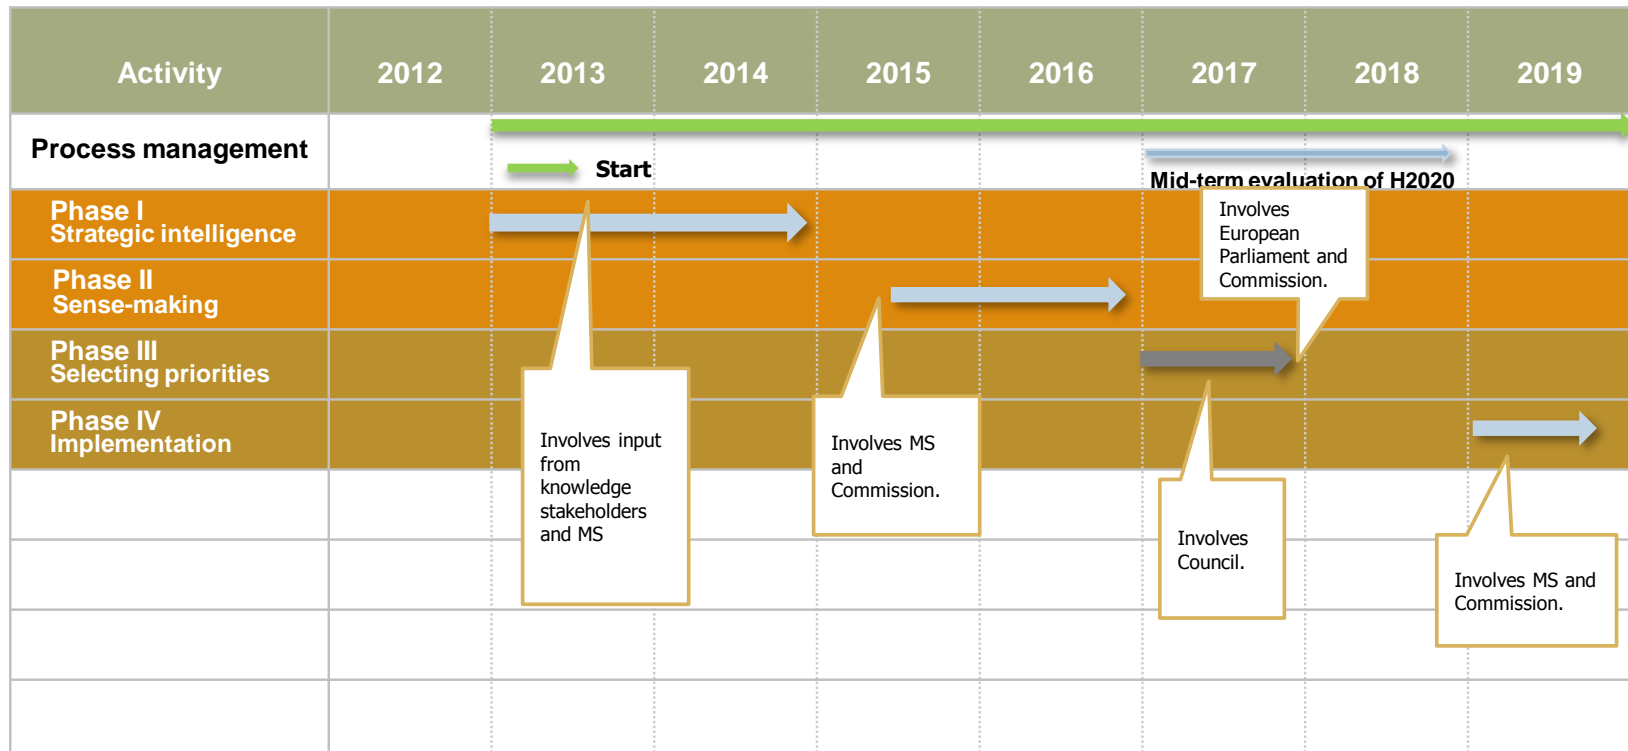 Activity 2012 2013 2014 2015 2016 2017 2018 2019
Process management
Start
Mid-term evaluation of H2020
Phase I
Strategic intelligence
Involves
European
Parliament and
Commission.
Phase II
Sense-making
Phase III
Selecting priorities
Phase IV
Implementation
Involves input
from
knowledge
stakeholders
and MS
Involves MS
and
Commission.
Involves
Council.
Involves MS and
Commission.